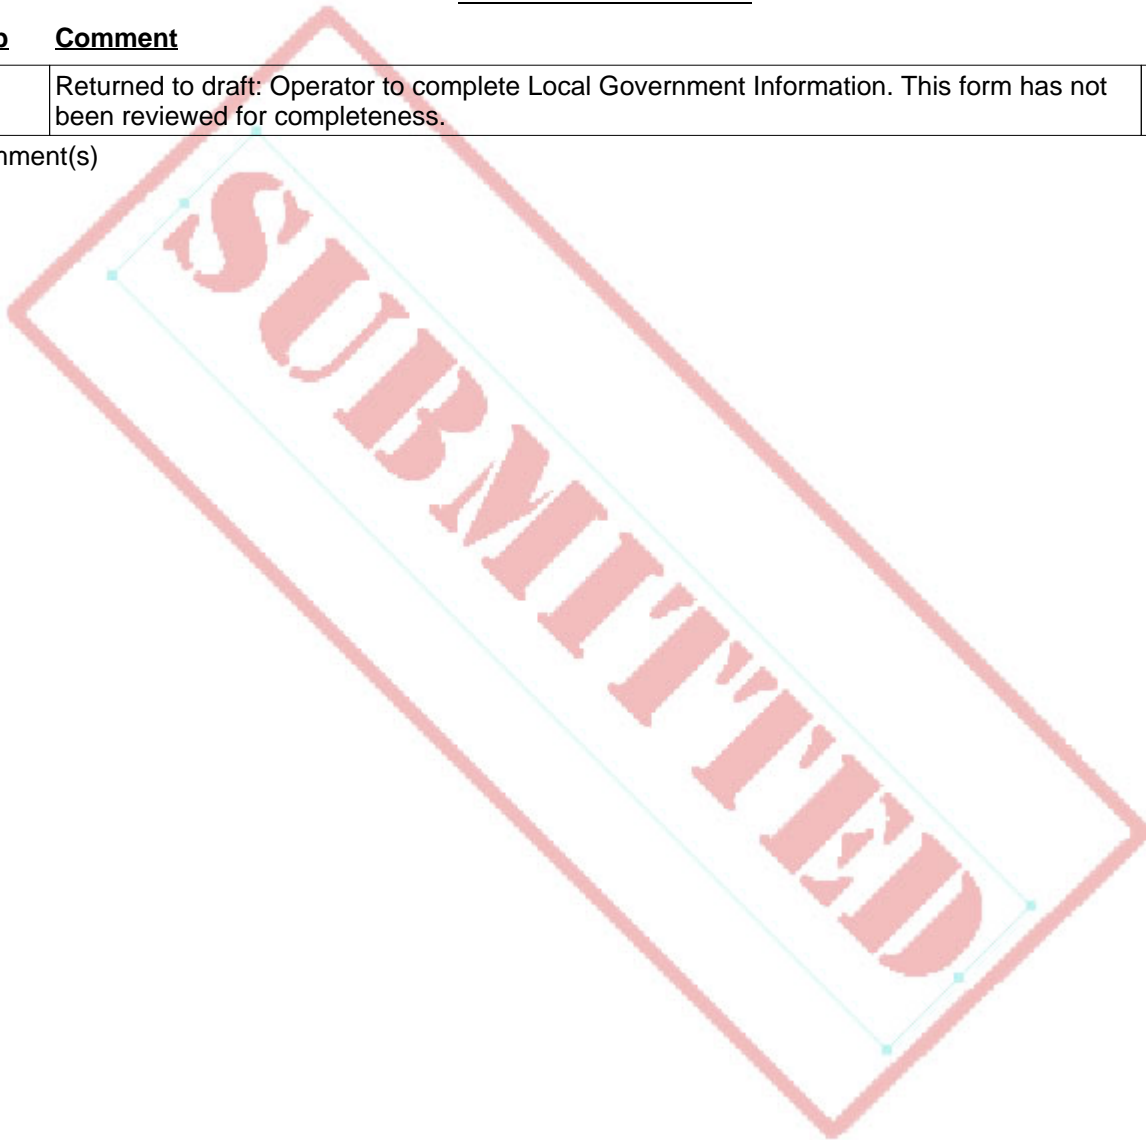 Comment
Returned to draft: Operator to complete Local Government Information. This form has not
been reviewed for completeness.
mment(s)
SUBMITTED